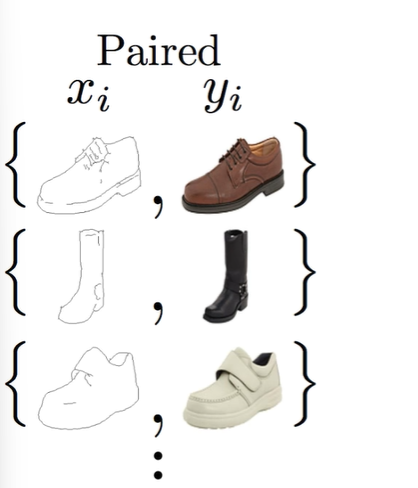 Paired
x_i y_i
{ , }
{ , }
{ , }
⋮